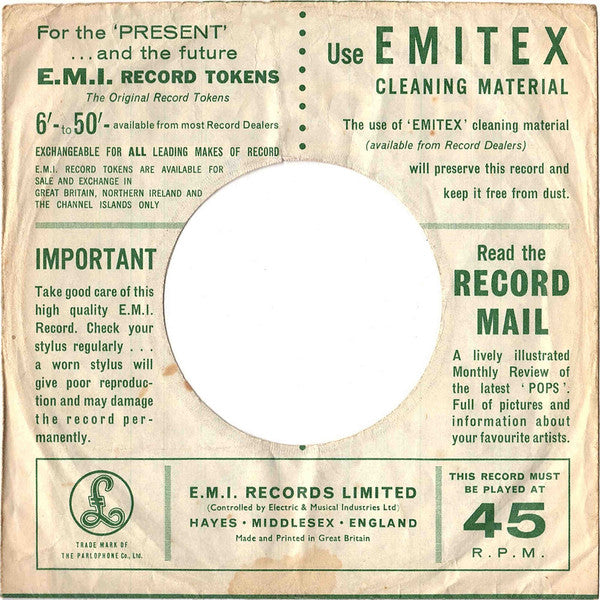 For the 'PRESENT'
...and the future
E.M.I. RECORD TOKENS
The Original Record Tokens
6/- to 50/- available from most Record Dealers
EXCHANGEABLE FOR ALL LEADING MAKES OF RECORD
E.M.I. RECORD TOKENS ARE AVAILABLE FOR
SALE AND EXCHANGE IN
GREAT BRITAIN, NORTHERN IRELAND AND
THE CHANNEL ISLANDS ONLY
Use EMITEX
CLEANING MATERIAL
The use of 'EMITEX' cleaning material
(available from Record Dealers)
will preserve this record and
keep it free from dust.
IMPORTANT
Take good care of this
high quality E.M.I.
Record. Check your
stylus regularly ...
a worn stylus will
give poor reproduc-
tion and may damage
the record per-
manently.
Read the
RECORD
MAIL
A lively illustrated
Monthly Review of
the latest 'POPS'.
Full of pictures and
information about
your favourite artists.
£
TRADE MARK OF
THE PARLOPHONE Co., Ltd.
E.M.I. RECORDS LIMITED
(Controlled by Electric & Musical Industries Ltd)
HAYES · MIDDLESEX · ENGLAND
Made and Printed in Great Britain
THIS RECORD MUST
BE PLAYED AT
45
R.P.M.